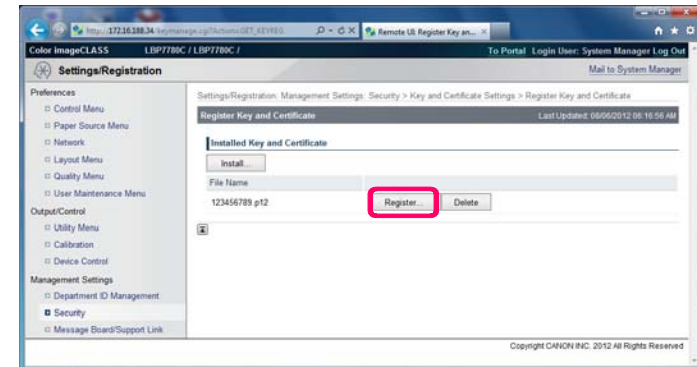 http://172.16.188.34/keymanage.cgi?Action=GET_KEYREG
Remote UI: Register Key an...
Color imageCLASS LBP7780C / LBP7780C /
To Portal Login User: System Manager Log Out
Settings/Registration
Mail to System Manager
Preferences
Control Menu
Paper Source Menu
Network
Layout Menu
Quality Menu
User Maintenance Menu
Output/Control
Utility Menu
Calibration
Device Control
Management Settings
Department ID Management
Security
Message Board/Support Link
Settings/Registration: Management Settings: Security > Key and Certificate Settings > Register Key and Certificate
Register Key and Certificate
Last Updated: 06/06/2012 06:16:56 AM
Installed Key and Certificate
Install...
File Name
123456789.p12 Register... Delete
Copyright CANON INC. 2012 All Rights Reserved